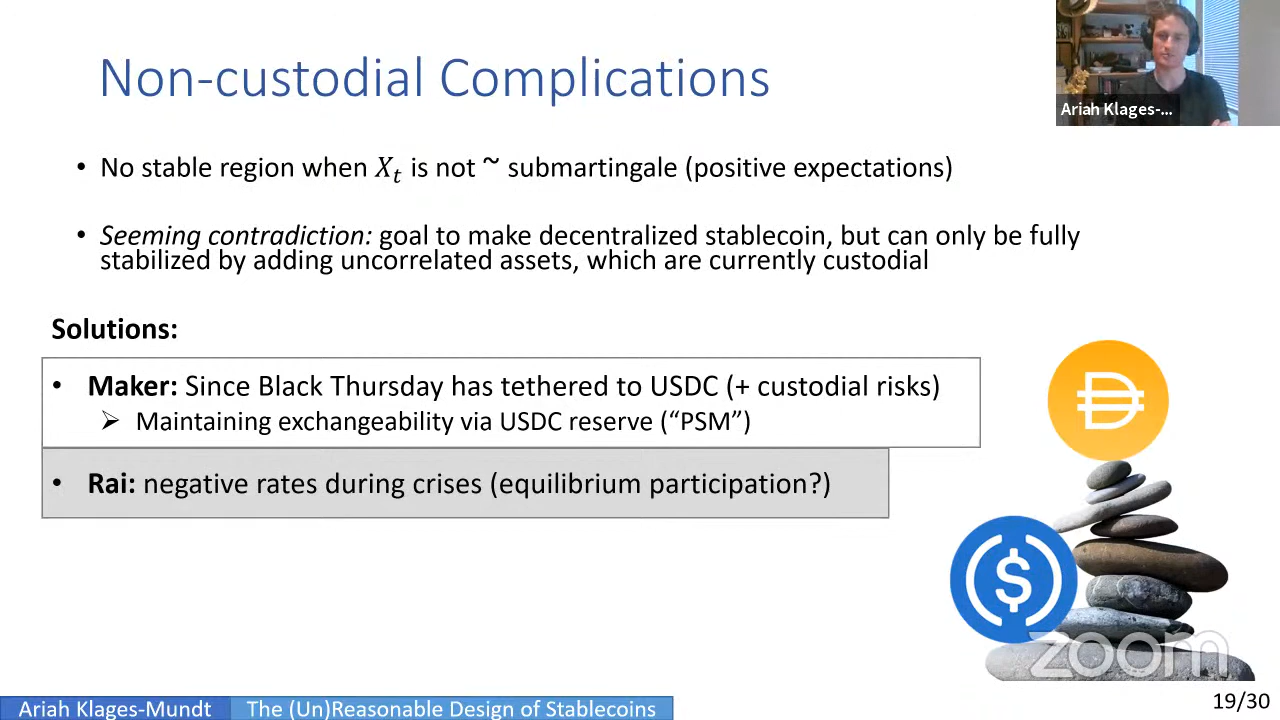 Non-custodial Complications
Ariah Klages-...
• No stable region when Xₜ is not ~ submartingale (positive expectations)
• Seeming contradiction: goal to make decentralized stablecoin, but can only be fully
stabilized by adding uncorrelated assets, which are currently custodial
Solutions:
• Maker: Since Black Thursday has tethered to USDC (+ custodial risks)
➢ Maintaining exchangeability via USDC reserve (“PSM”)
• Rai: negative rates during crises (equilibrium participation?)
$
zoom
Ariah Klages-Mundt
The (Un)Reasonable Design of Stablecoins
19/30